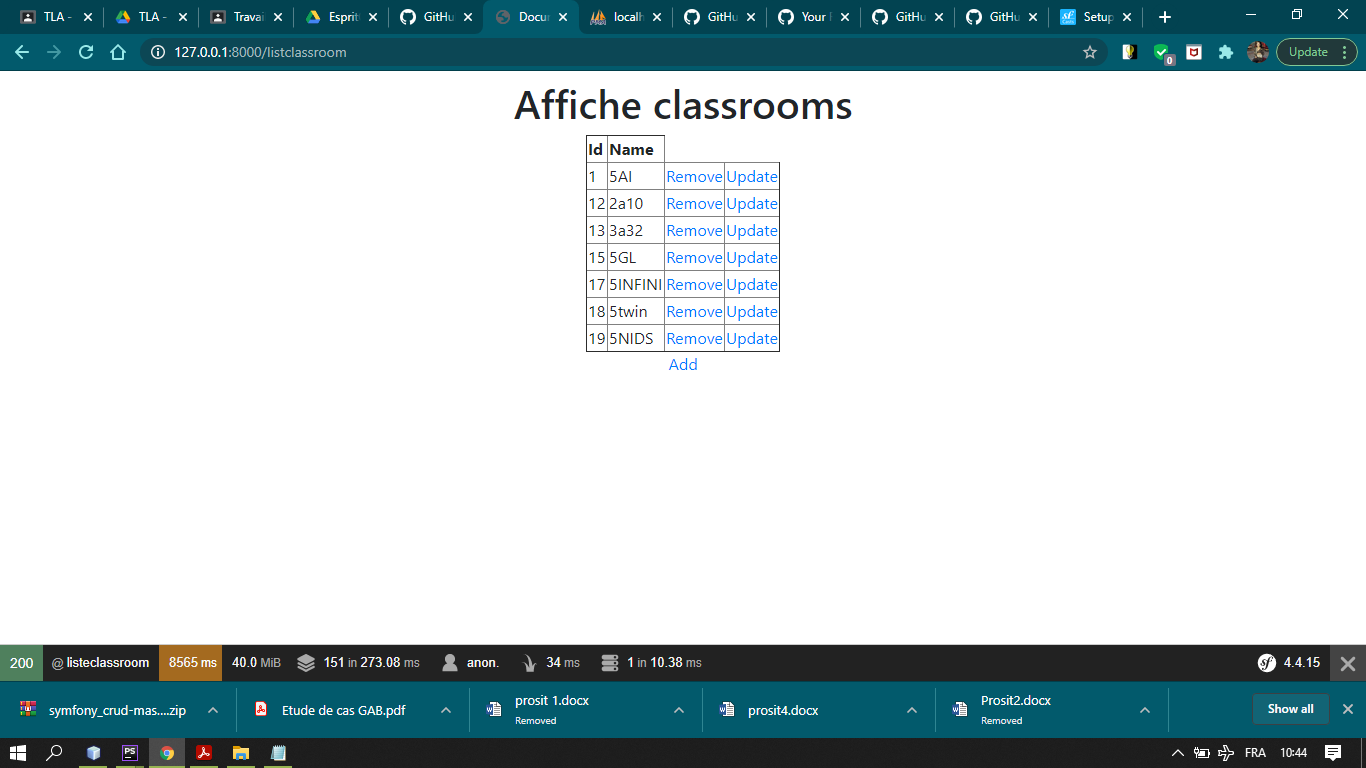 TLA -
TLA -
Travai
Esprit
GitHu
Docur
localh
GitHu
Your
GitHu
GitHu
Setup
127.0.0.1:8000/listclassroom
0
Update
Affiche classrooms
Id Name
1 5AI Remove Update
12 2a10 Remove Update
13 3a32 Remove Update
15 5GL Remove Update
17 5INFINI Remove Update
18 5twin Remove Update
19 5NIDS Remove Update
Add
200 @ listeclassroom 8565 ms 40.0 MiB 151 in 273.08 ms anon. 34 ms 1 in 10.38 ms 4.4.15
symfony_crud-mas....zip
Etude de cas GAB.pdf
prosit 1.docx
Removed
prosit4.docx
Prosit2.docx
Removed
Show all
PS
FRA 10:44